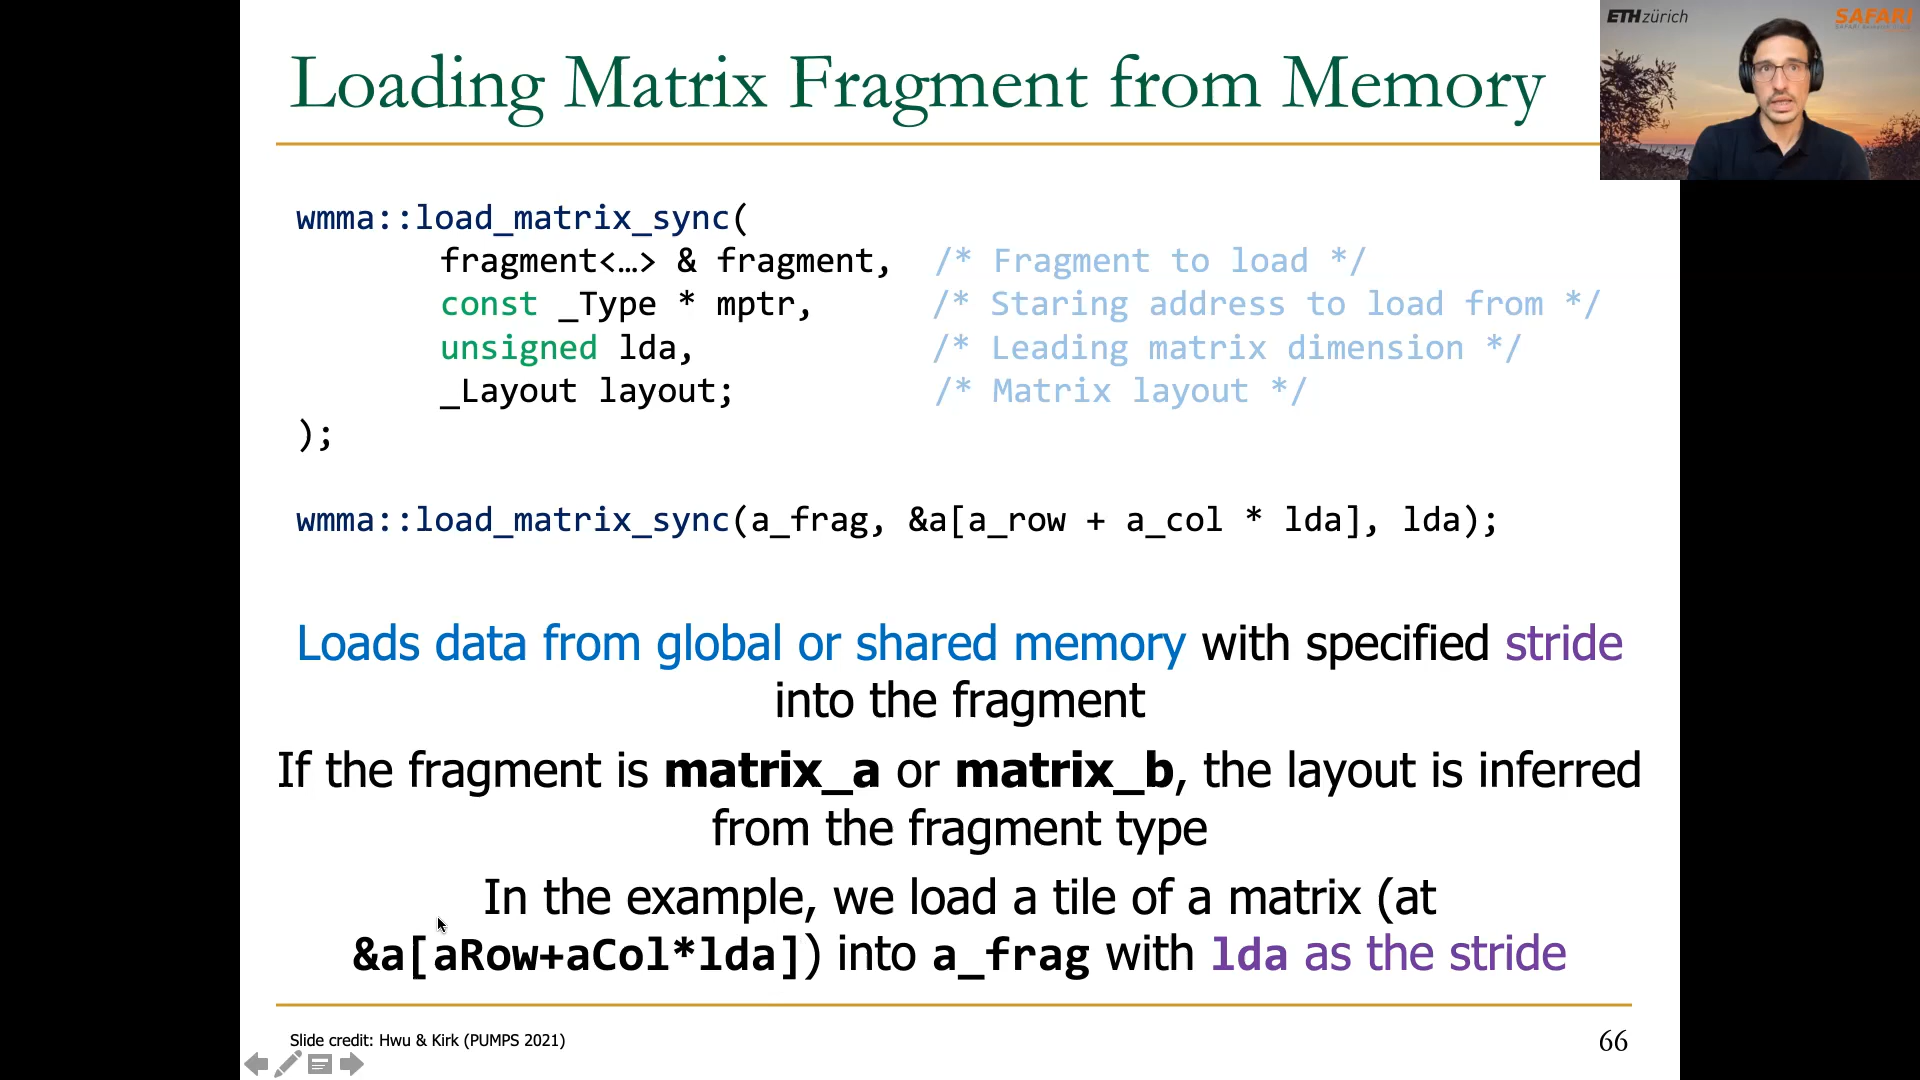 Loading Matrix Fragment from Memory
ETH zürich
SAFARI
wmma::load_matrix_sync(
fragment<…> & fragment, /* Fragment to load */
const _Type * mptr, /* Staring address to load from */
unsigned lda, /* Leading matrix dimension */
_Layout layout; /* Matrix layout */
);
wmma::load_matrix_sync(a_frag, &a[a_row + a_col * lda], lda);
Loads data from global or shared memory with specified stride
into the fragment
If the fragment is matrix_a or matrix_b, the layout is inferred
from the fragment type
In the example, we load a tile of a matrix (at
&a[aRow+aCol*lda]) into a_frag with lda as the stride
Slide credit: Hwu & Kirk (PUMPS 2021)
66